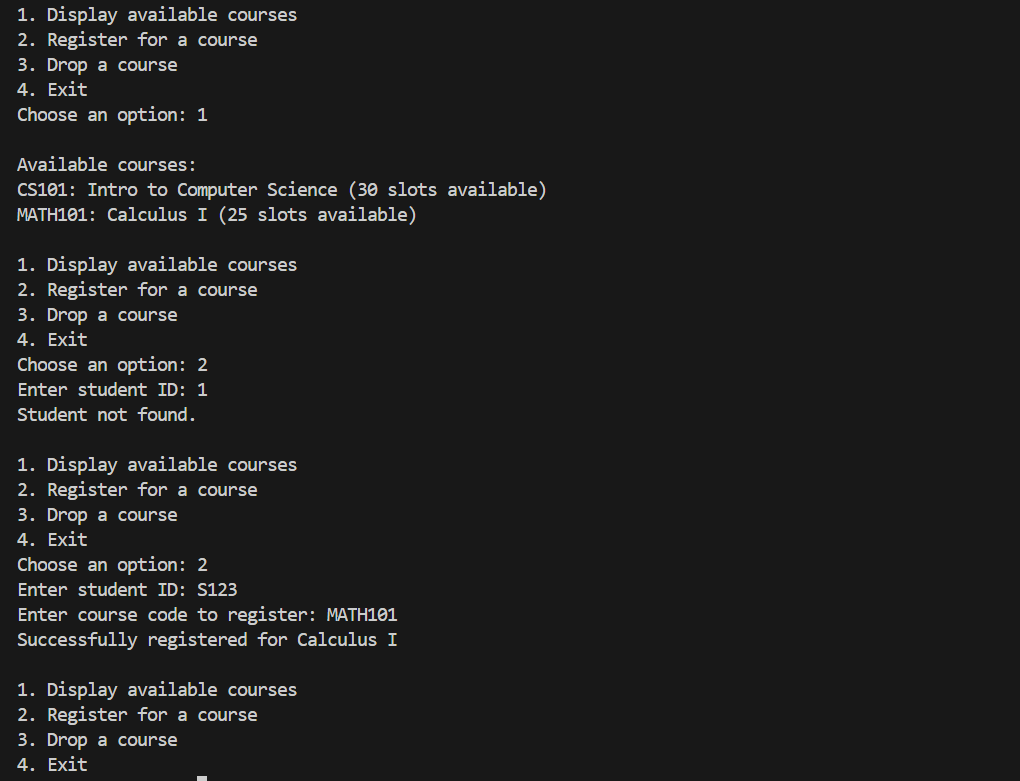 1. Display available courses
2. Register for a course
3. Drop a course
4. Exit
Choose an option: 1
Available courses:
CS101: Intro to Computer Science (30 slots available)
MATH101: Calculus I (25 slots available)
1. Display available courses
2. Register for a course
3. Drop a course
4. Exit
Choose an option: 2
Enter student ID: 1
Student not found.
1. Display available courses
2. Register for a course
3. Drop a course
4. Exit
Choose an option: 2
Enter student ID: S123
Enter course code to register: MATH101
Successfully registered for Calculus I
1. Display available courses
2. Register for a course
3. Drop a course
4. Exit